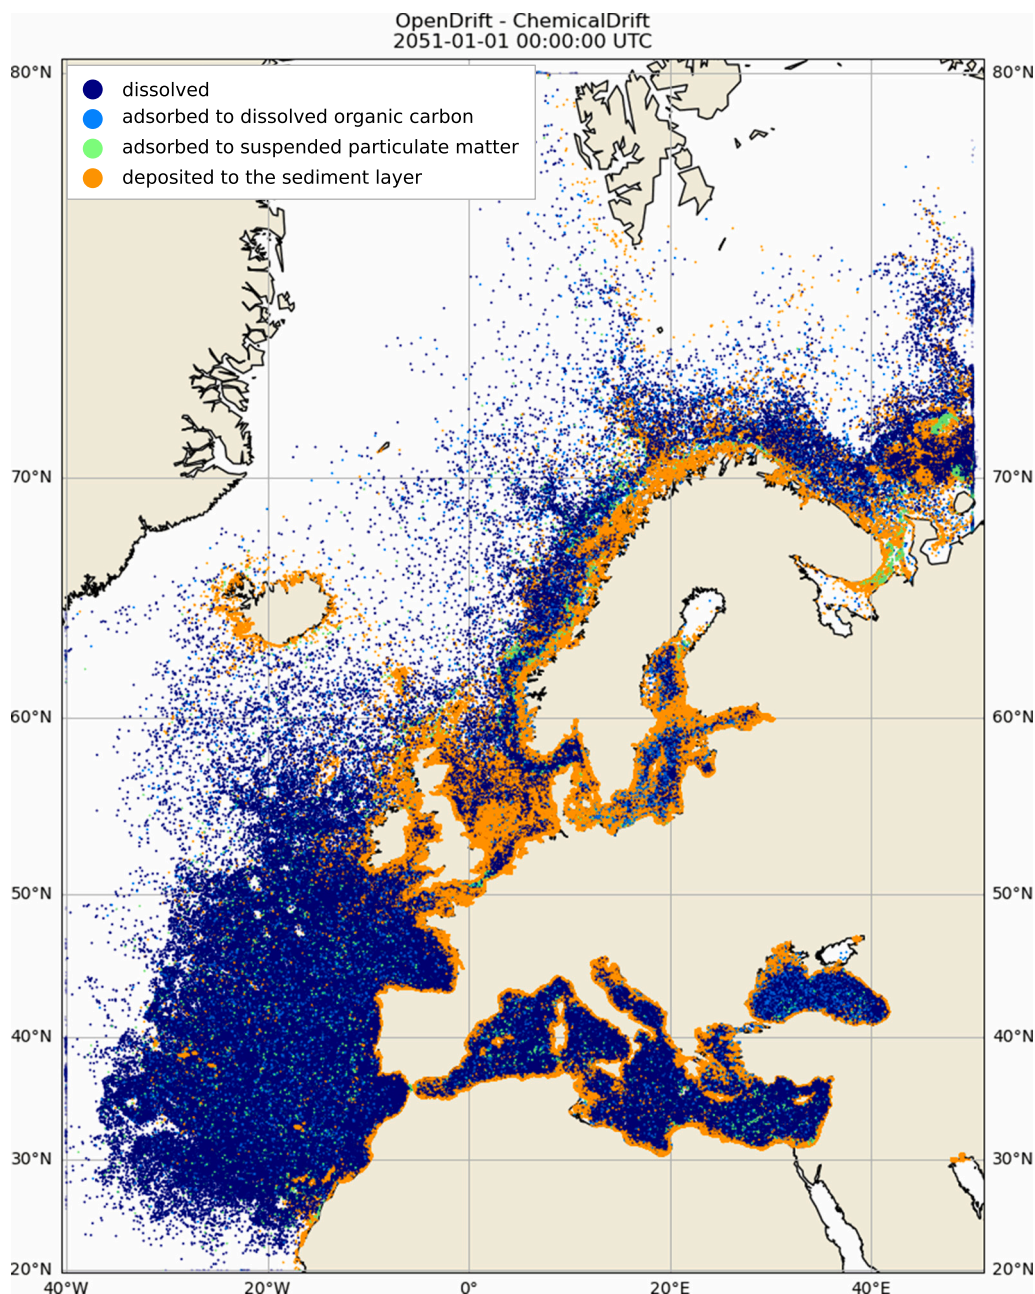 OpenDrift - ChemicalDrift
2051-01-01 00:00:00 UTC
80°N
80°N
dissolved
adsorbed to dissolved organic carbon
adsorbed to suspended particulate matter
deposited to the sediment layer
70°N
70°N
60°N
60°N
50°N
50°N
40°N
40°N
30°N
30°N
20°N
20°N
40°W
20°W
0°
20°E
40°E